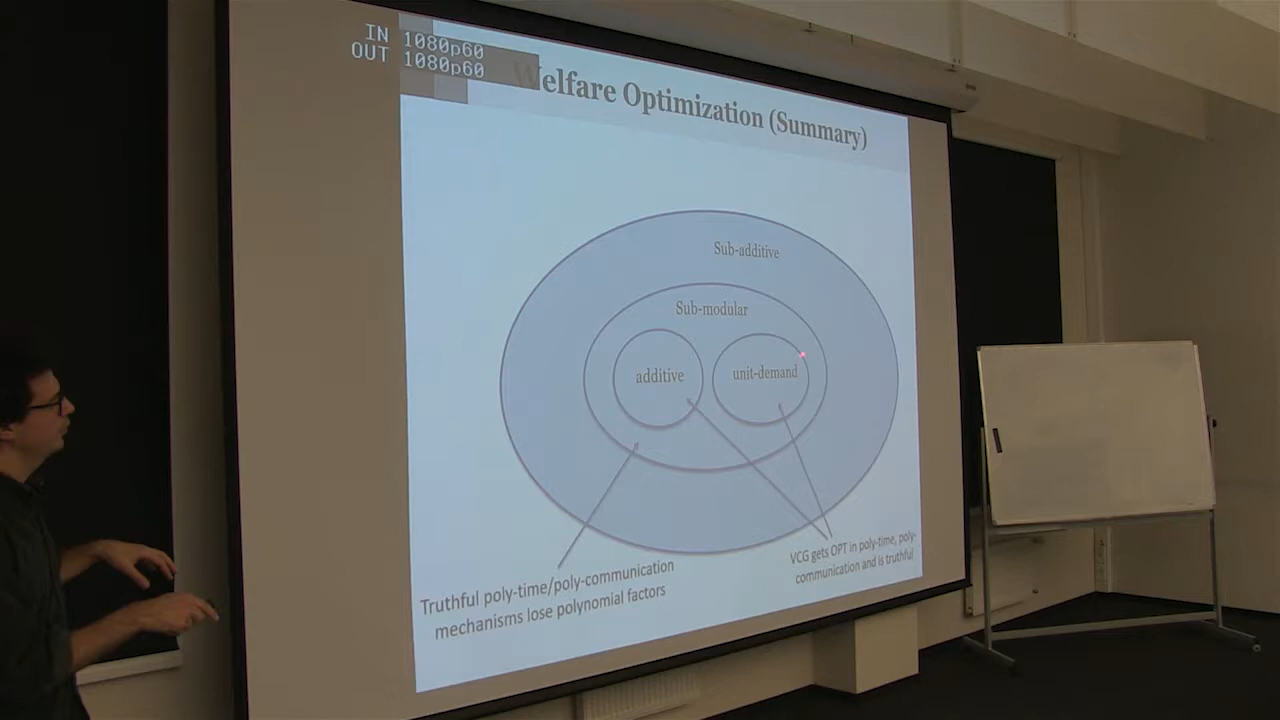 IN 1080p60
OUT 1080p60
Welfare Optimization (Summary)
Sub-additive
Sub-modular
additive
unit-demand
VCG gets OPT in poly-time, poly-
communication and is truthful
Truthful poly-time/poly-communication
mechanisms lose polynomial factors